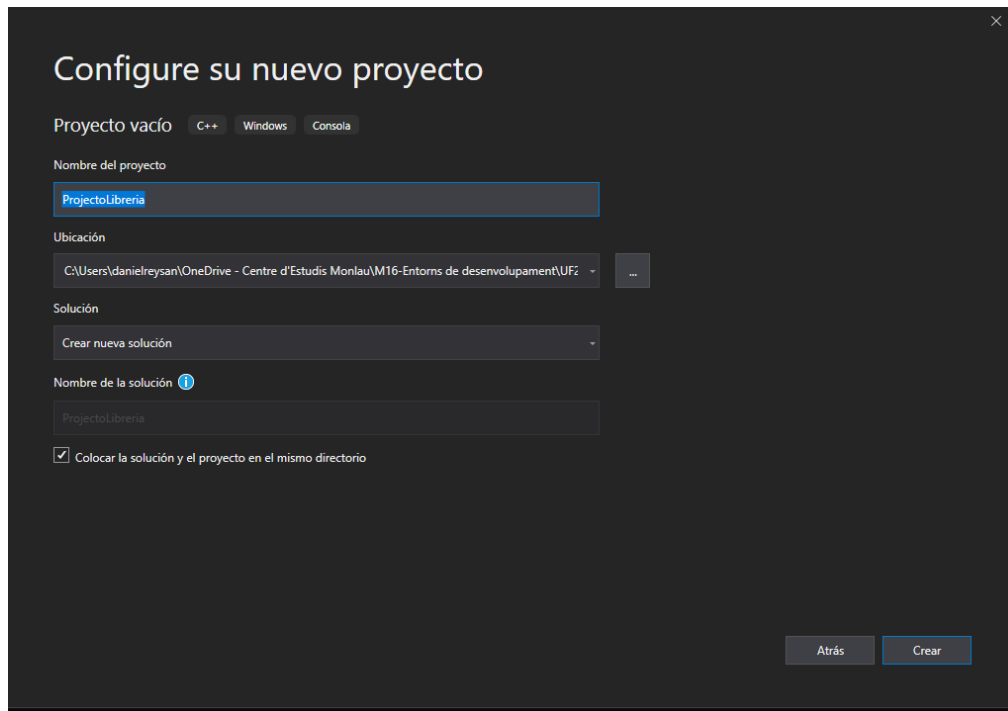 Configure su nuevo proyecto
Proyecto vacío C++ Windows Consola
Nombre del proyecto
ProjectoLibreria
Ubicación
C:\Users\danielreysan\OneDrive - Centre d'Estudis Monlau\M16-Entorns de desenvolupament\UF2
...
Solución
Crear nueva solución
Nombre de la solución
ProjectoLibreria
Colocar la solución y el proyecto en el mismo directorio
Atrás Crear